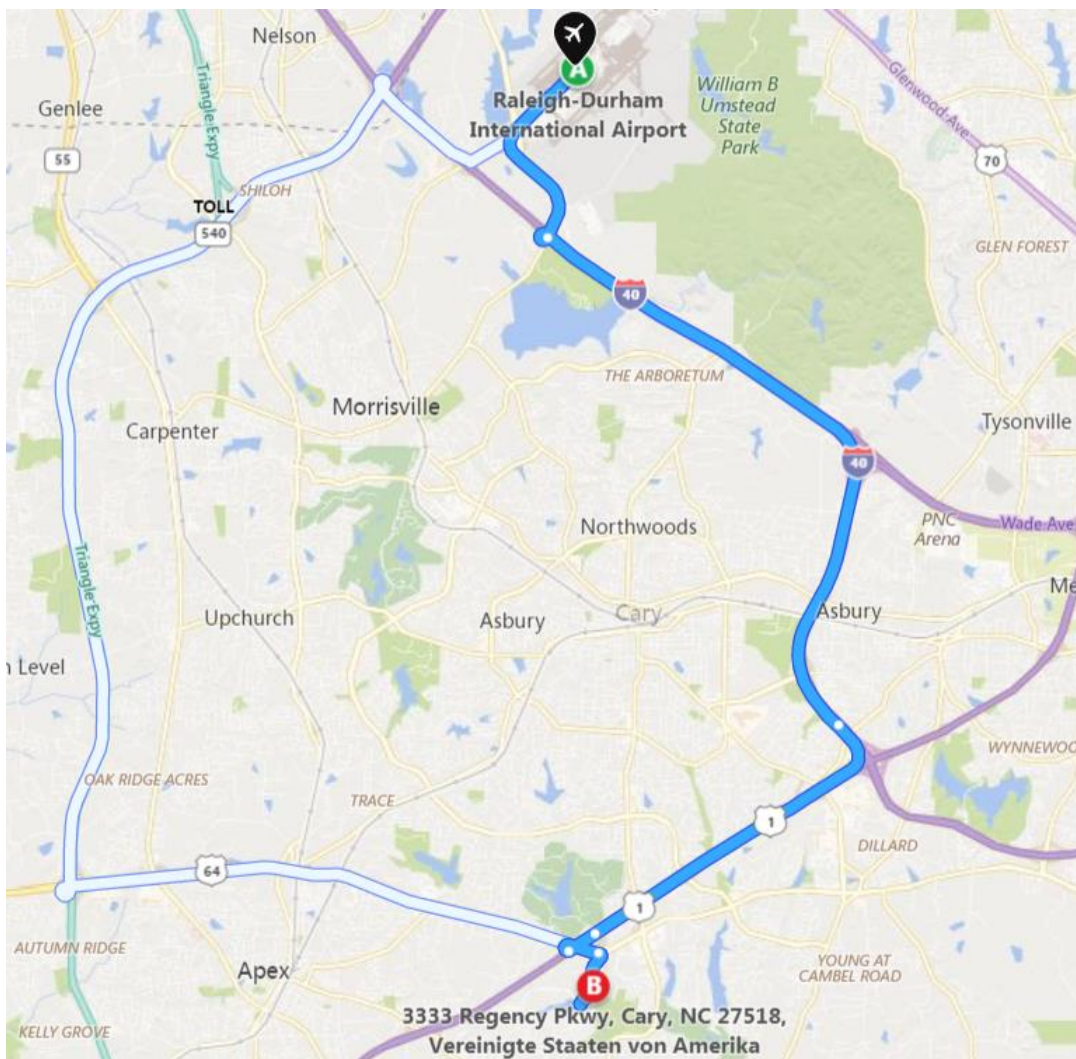 Nelson
A
Glenwood Ave
Genlee
Triangle Expy
Raleigh-Durham
International Airport
William B
Umstead
State
Park
55
70
SHILOH
TOLL
540
GLEN FOREST
40
THE ARBORETUM
Morrisville
Carpenter
Tysonville
40
Northwoods
PNC
Arena
Wade Ave
Triangle Expy
Upchurch
Asbury
Cary
Asbury
Me
n Level
OAK RIDGE ACRES
TRACE
WYNNEWOO
1
64
DILLARD
1
AUTUMN RIDGE
Apex
YOUNG AT
CAMBEL ROAD
B
KELLY GROVE
3333 Regency Pkwy, Cary, NC 27518,
Vereinigte Staaten von Amerika